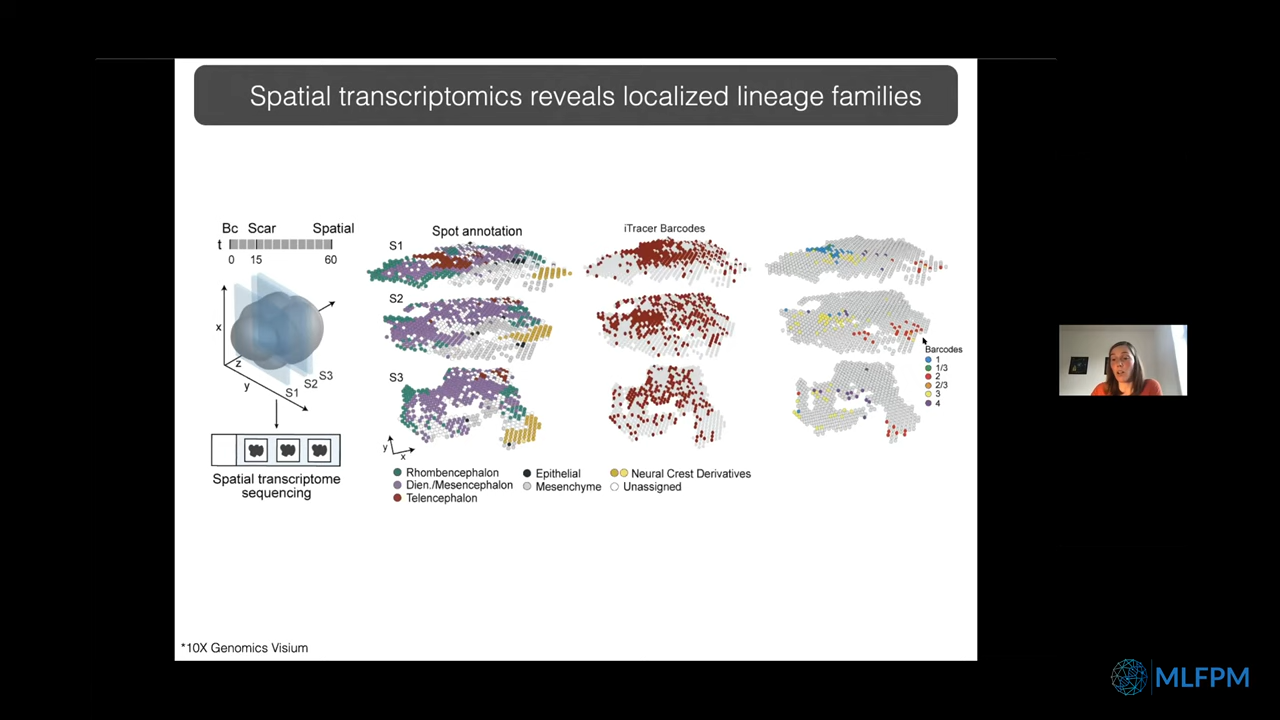 Spatial transcriptomics reveals localized lineage families
Bc Scar Spatial
t
0 15 60
x
z
y
S1
S2
S3
Spatial transcriptome
sequencing
Spot annotation
S1
S2
S3
y
x
iTracer Barcodes
Barcodes
1
1/3
2
2/3
3
4
Rhombencephalon
Dien./Mesencephalon
Telencephalon
Epithelial
Mesenchyme
Neural Crest Derivatives
Unassigned
*10X Genomics Visium
MLFPM